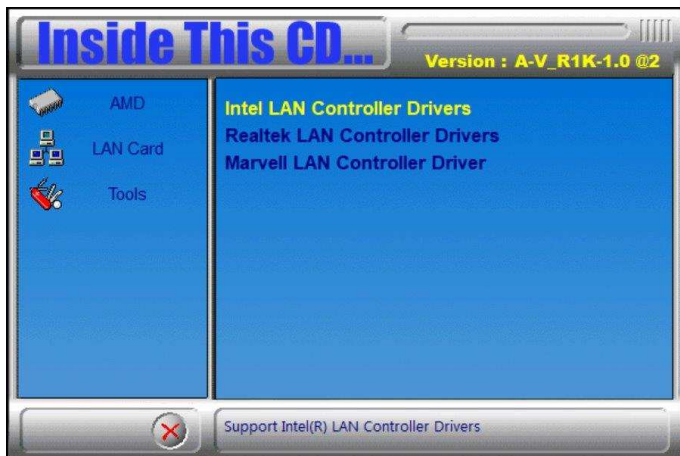 Inside This CD...
Version : A-V_R1K-1.0 @2
AMD
LAN Card
Tools
Intel LAN Controller Drivers
Realtek LAN Controller Drivers
Marvell LAN Controller Driver
Support Intel(R) LAN Controller Drivers